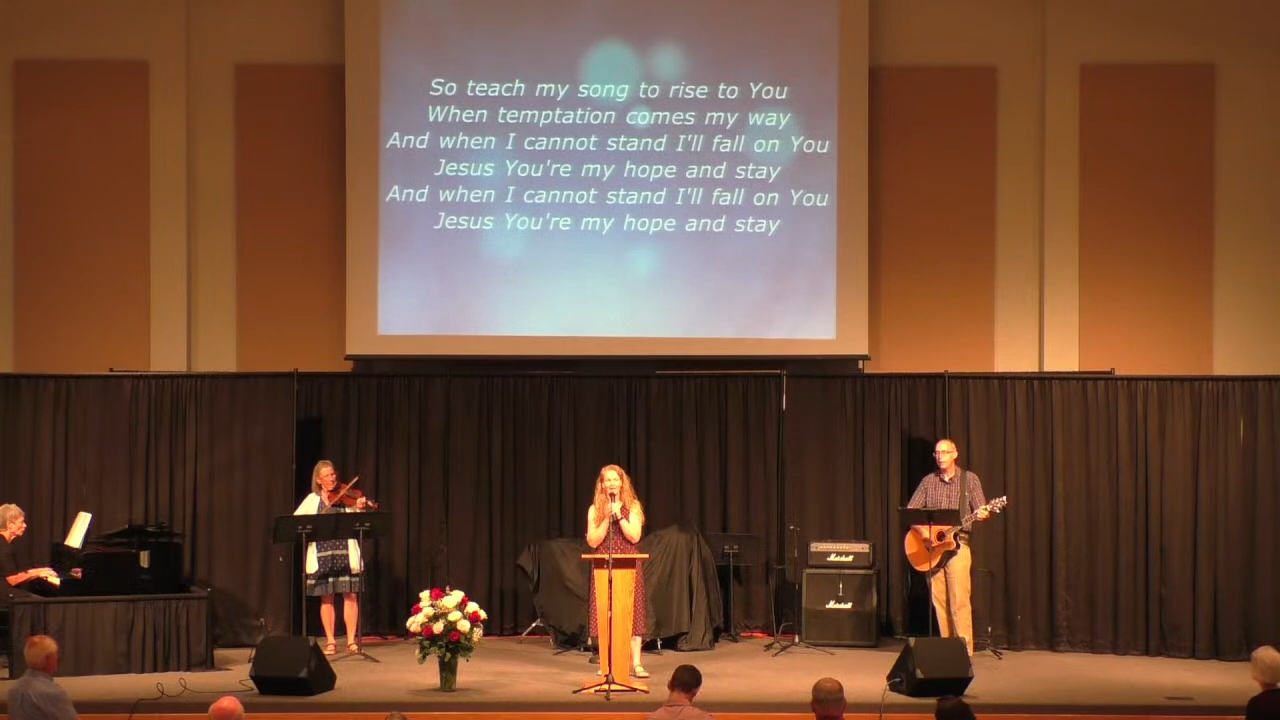 So teach my song to rise to You
When temptation comes my way
And when I cannot stand I'll fall on You
Jesus You're my hope and stay
And when I cannot stand I'll fall on You
Jesus You're my hope and stay
Marshall
Marshall